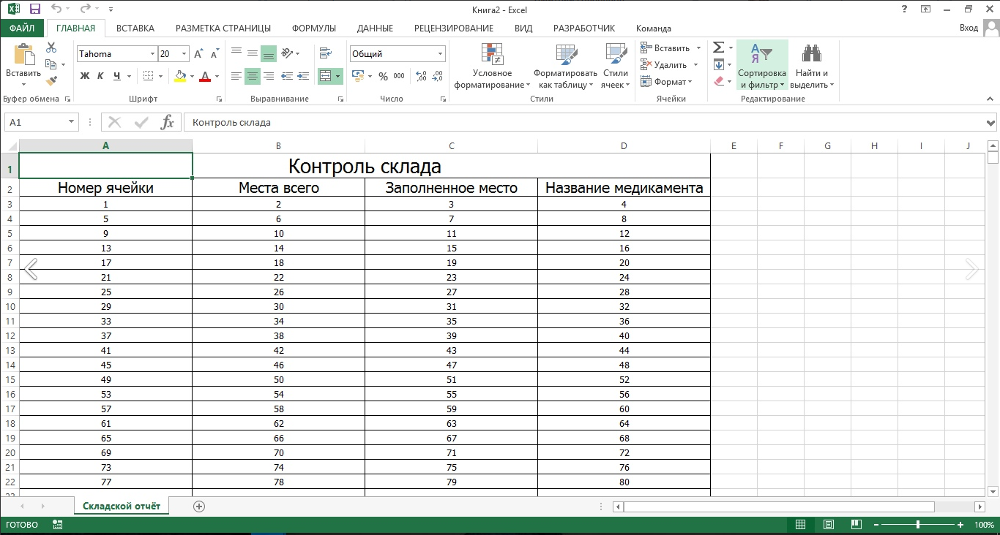 Книга2 - Excel
?
ФАЙЛ ГЛАВНАЯ ВСТАВКА РАЗМЕТКА СТРАНИЦЫ ФОРМУЛЫ ДАННЫЕ РЕЦЕНЗИРОВАНИЕ ВИД РАЗРАБОТЧИК Команда Вход
Вставить
Буфер обмена
Tahoma 20
Ж К Ч
Шрифт
Выравнивание
Общий
% 000
Число
Условное форматирование
Форматировать как таблицу
Стили ячеек
Стили
Вставить
Удалить
Формат
Ячейки
Сортировка и фильтр
Найти и выделить
Редактирование
A1 fx Контроль склада
A B C D E F G H I J
1 Контроль склада
2 Номер ячейки Места всего Заполненное место Название медикамента
3 1 2 3 4
4 5 6 7 8
5 9 10 11 12
6 13 14 15 16
7 17 18 19 20
8 21 22 23 24
9 25 26 27 28
10 29 30 31 32
11 33 34 35 36
12 37 38 39 40
13 41 42 43 44
14 45 46 47 48
15 49 50 51 52
16 53 54 55 56
17 57 58 59 60
18 61 62 63 64
19 65 66 67 68
20 69 70 71 72
21 73 74 75 76
22 77 78 79 80
Складской отчёт
ГОТОВО 100%